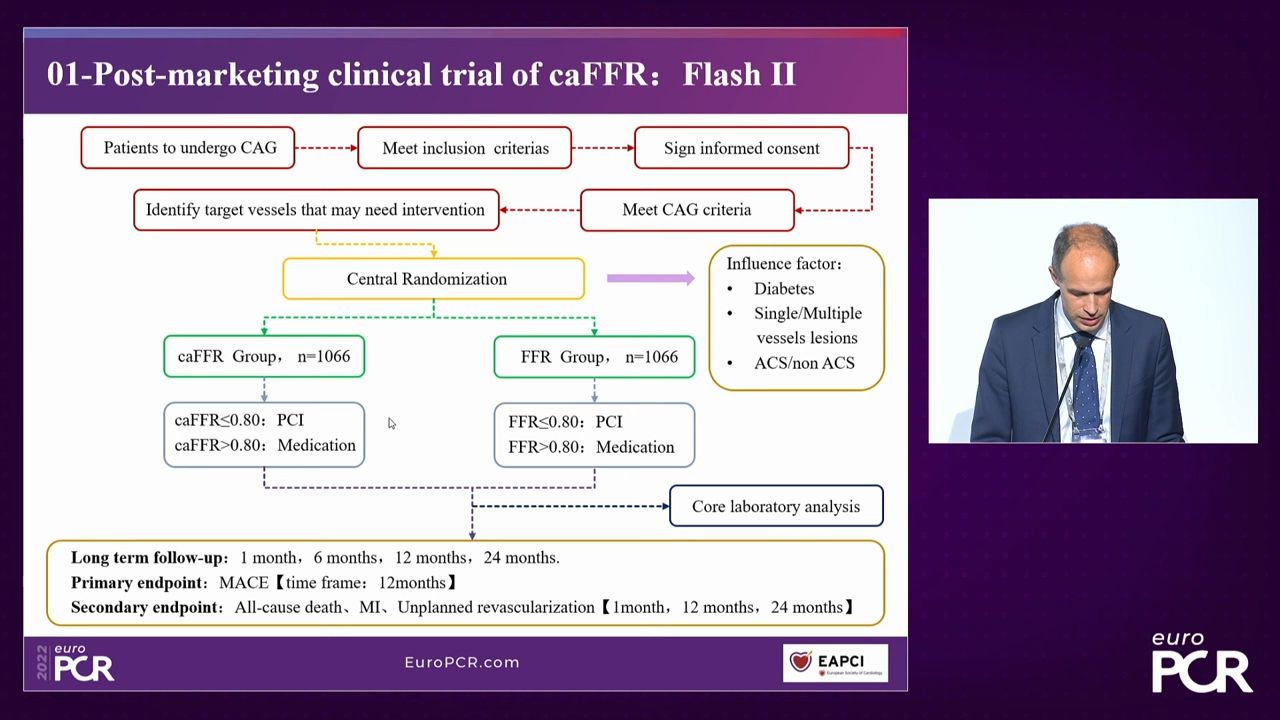 01-Post-marketing clinical trial of caFFR： Flash II
Patients to undergo CAG
Meet inclusion criterias
Sign informed consent
Identify target vessels that may need intervention
Meet CAG criteria
Central Randomization
Influence factor：
• Diabetes
• Single/Multiple
vessels lesions
• ACS/non ACS
caFFR Group， n=1066
FFR Group， n=1066
caFFR≤0.80： PCI
caFFR>0.80： Medication
FFR≤0.80： PCI
FFR>0.80： Medication
Core laboratory analysis
Long term follow-up： 1 month，6 months，12 months，24 months.
Primary endpoint： MACE【time frame：12months】
Secondary endpoint： All-cause death、MI、Unplanned revascularization【1month，12 months，24 months】
2022
euro
PCR
EuroPCR.com
EAPCI
European Society of Cardiology
euro
PCR